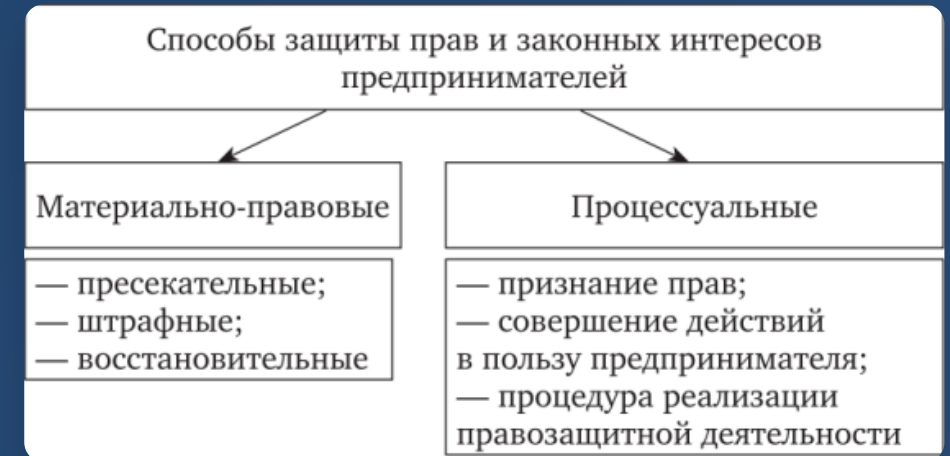 Способы защиты прав и законных интересов
предпринимателей
Материально-правовые
Процессуальные
— пресекательные;
— штрафные;
— восстановительные
— признание прав;
— совершение действий
в пользу предпринимателя;
— процедура реализации
правозащитной деятельности